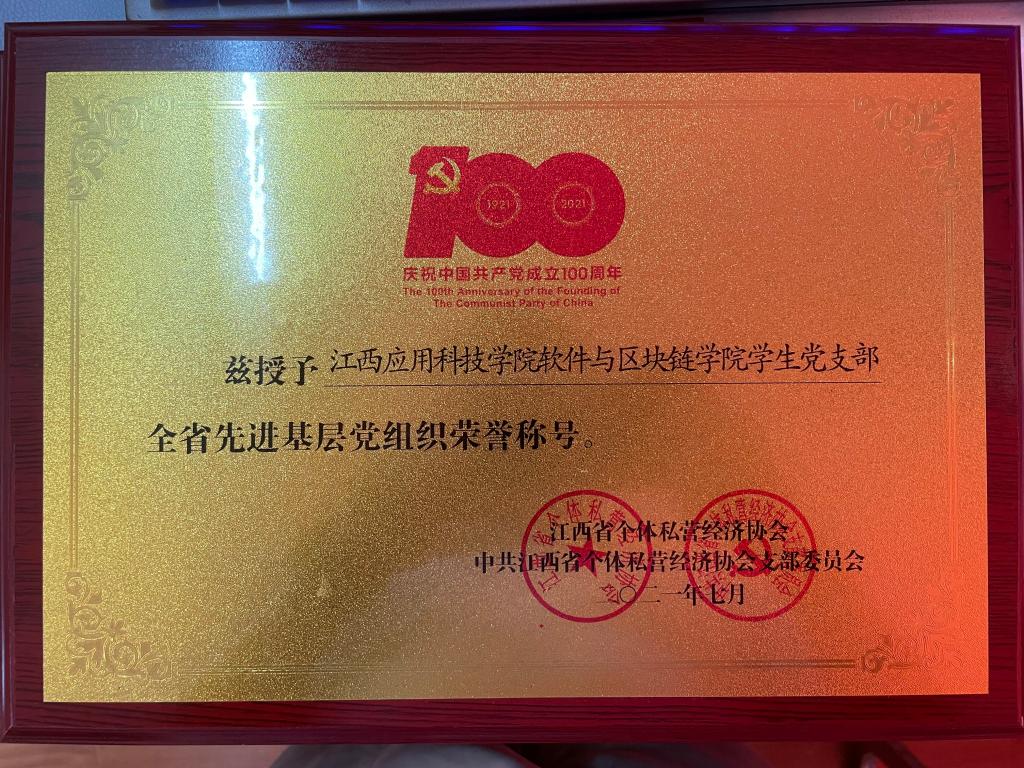 100
1921
2021
庆祝中国共产党成立100周年
The 100th Anniversary of the Founding of
The Communist Party of China
兹授予 江西应用科技学院软件与区块链学院学生党支部
全省先进基层党组织荣誉称号。
江西省个体私营经济协会
中共江西省个体私营经济协会支部委员会
二〇二一年七月